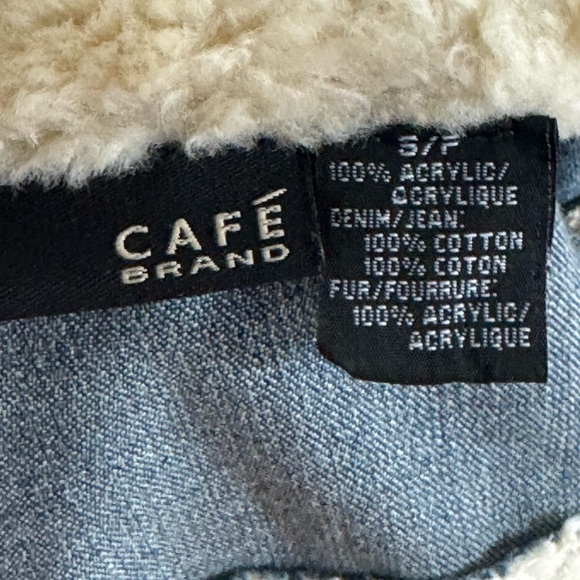 CAFÉ
BRAND
S/P
100% ACRYLIC/
ACRYLIQUE
DENIM/JEAN:
100% COTTON
100% COTON
FUR/FOURRURE:
100% ACRYLIC/
ACRYLIQUE